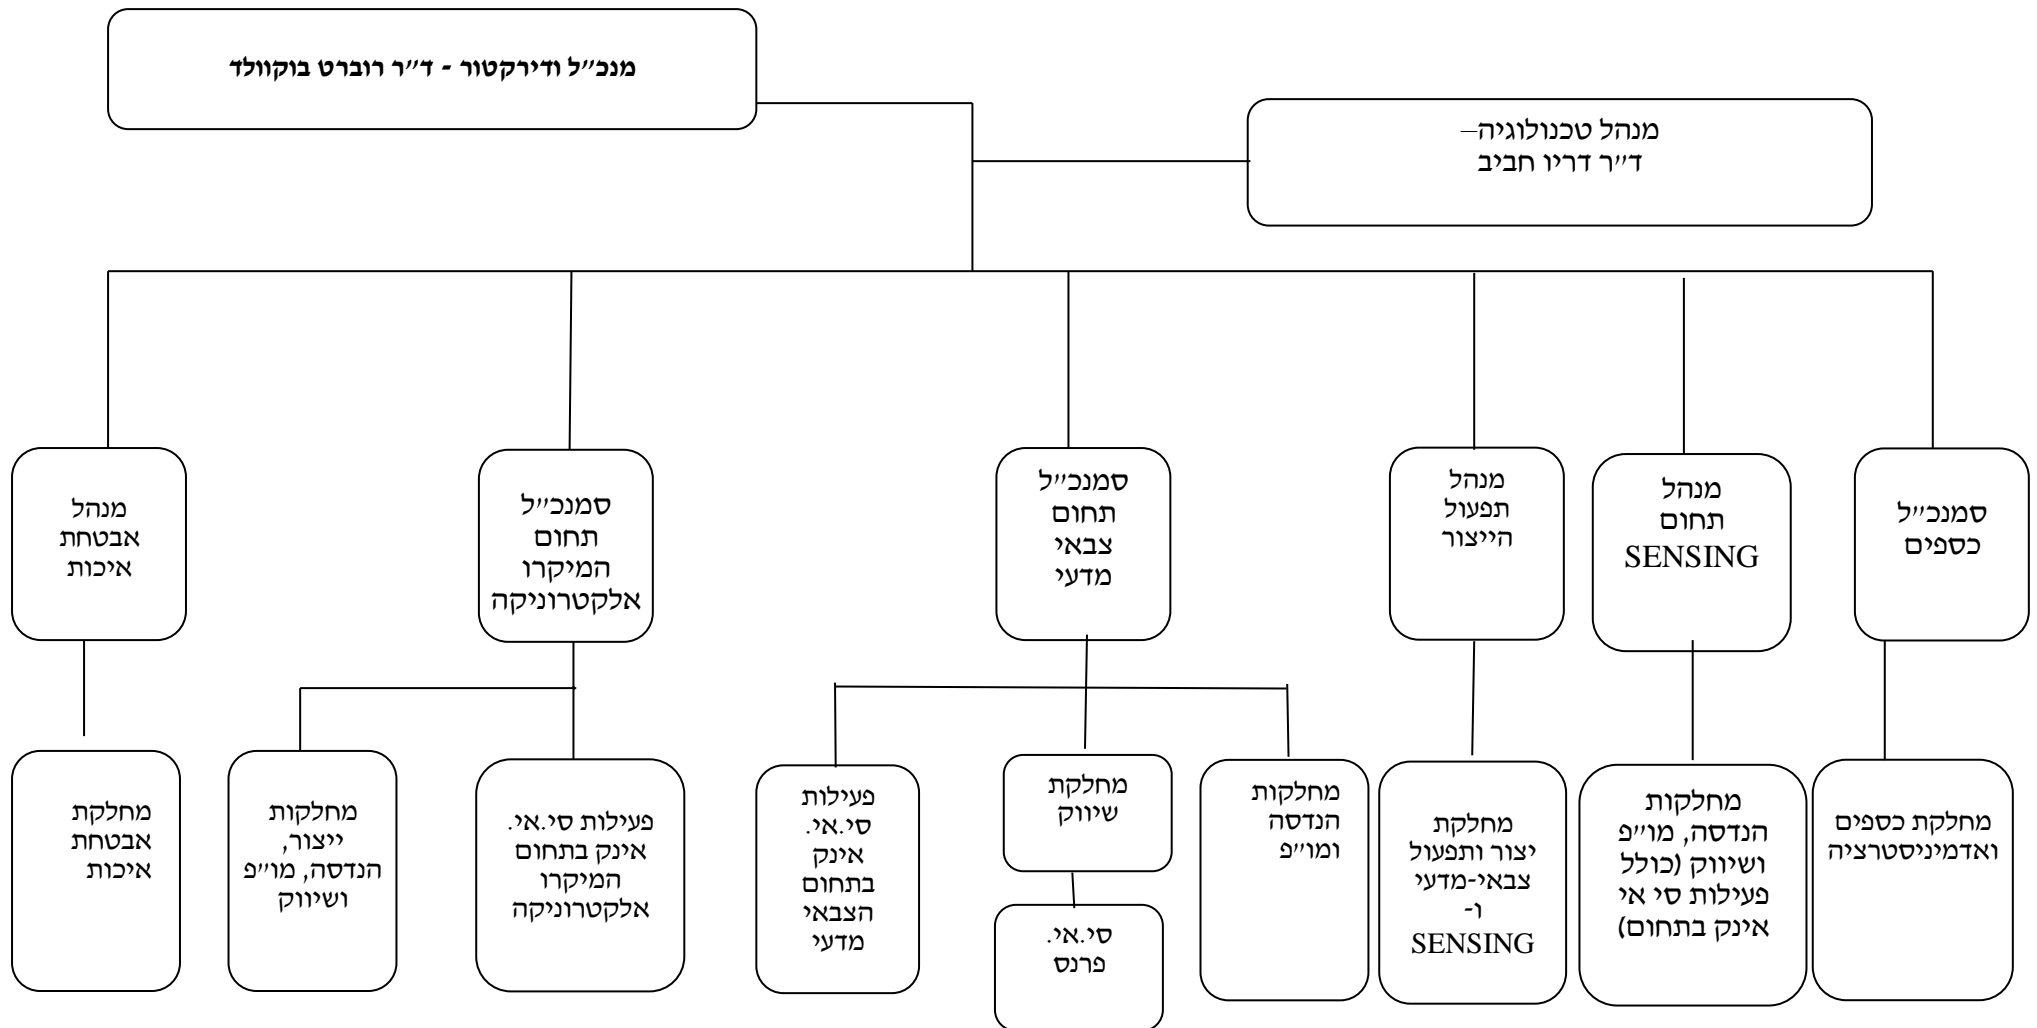 מנכ״ל ודירקטור - ד״ר רוברט בוקוולד
מנהל טכנולוגיה–
ד״ר דריו חביב
סמנכ״ל
כספים
מנהל
תחום
SENSING
מנהל
תפעול
הייצור
סמנכ״ל
תחום
צבאי
מדעי
סמנכ״ל
תחום
המיקרו
אלקטרוניקה
מנהל
אבטחת
איכות
מחלקת כספים
ואדמיניסטרציה
מחלקות
הנדסה, מו״פ
ושיווק (כולל
פעילות סי אי
אינק בתחום)
מחלקת
יצור ותפעול
צבאי-מדעי
ו-
SENSING
מחלקות
הנדסה
ומו״פ
מחלקת
שיווק
סי.אי.
פרנס
פעילות
סי.אי.
אינק
בתחום
הצבאי
מדעי
פעילות סי.אי.
אינק בתחום
המיקרו
אלקטרוניקה
מחלקות
ייצור,
הנדסה, מו״פ
ושיווק
מחלקת
אבטחת
איכות